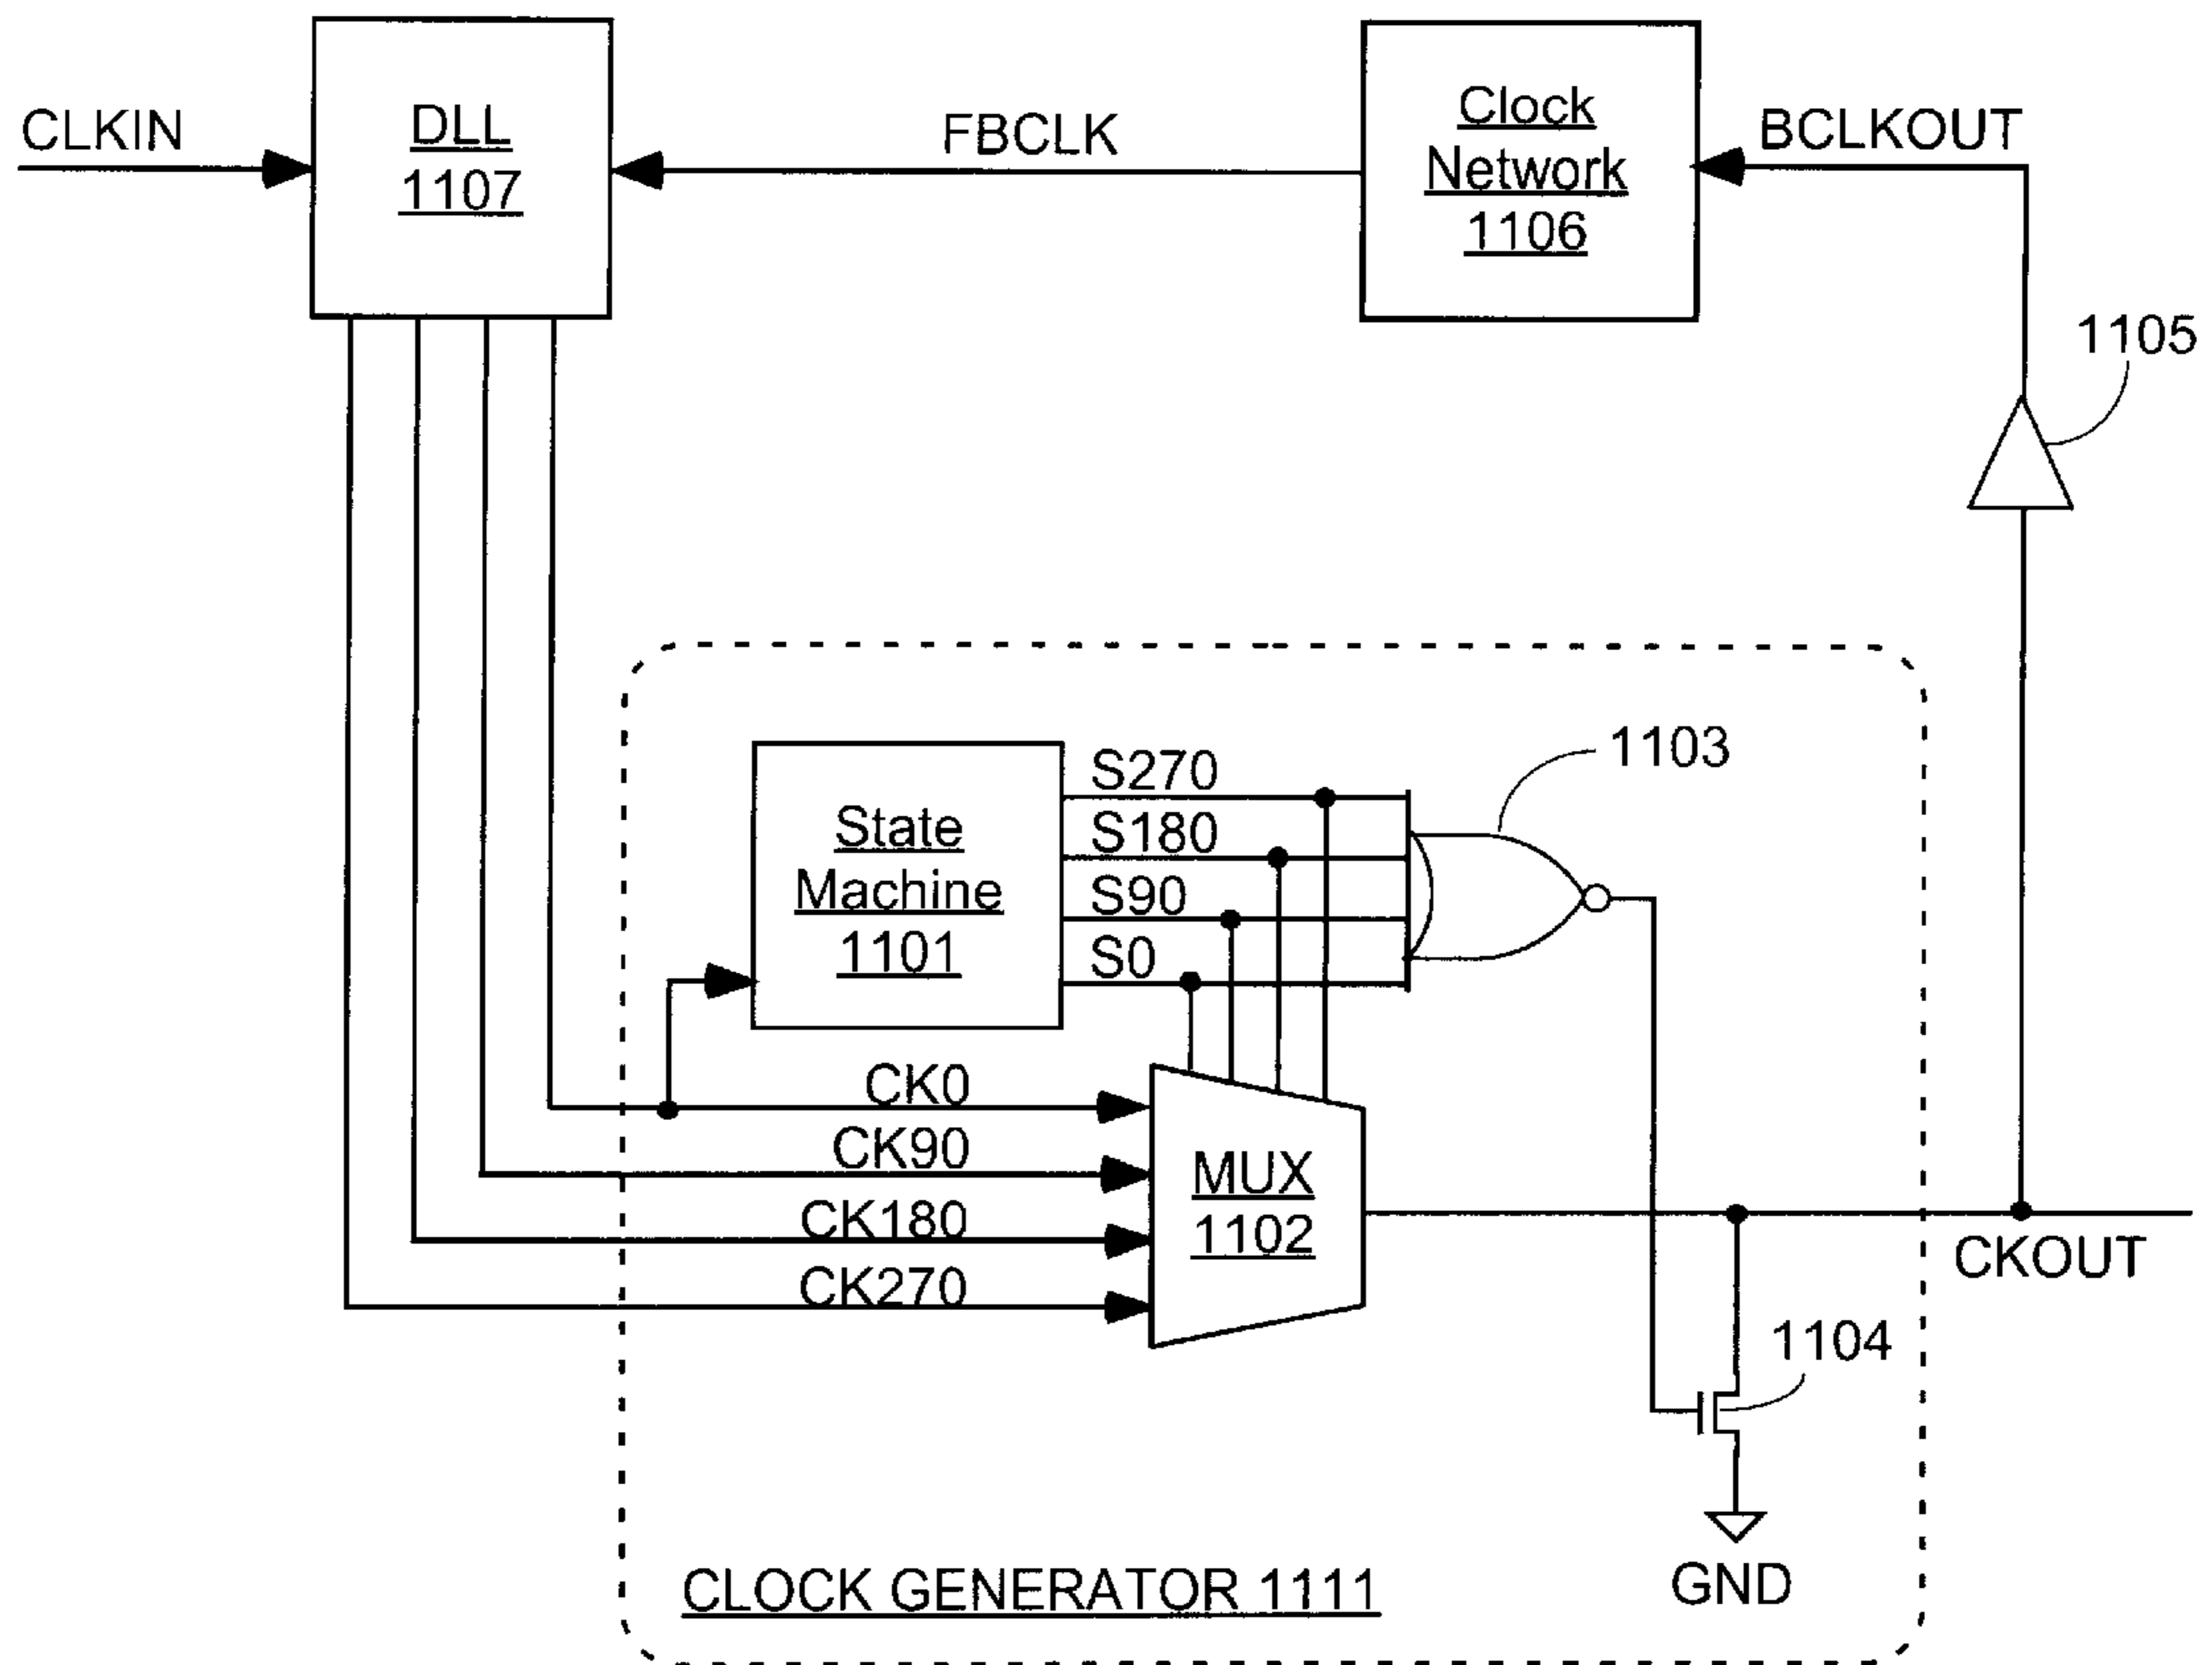 CLKIN
DLL
1107
FBCLK
Clock
Network
1106
BCLKOUT
1105
State
Machine
1101
S270
S180
S90
S0
1103
CK0
CK90
CK180
CK270
MUX
1102
CKOUT
1104
GND
CLOCK GENERATOR 1111